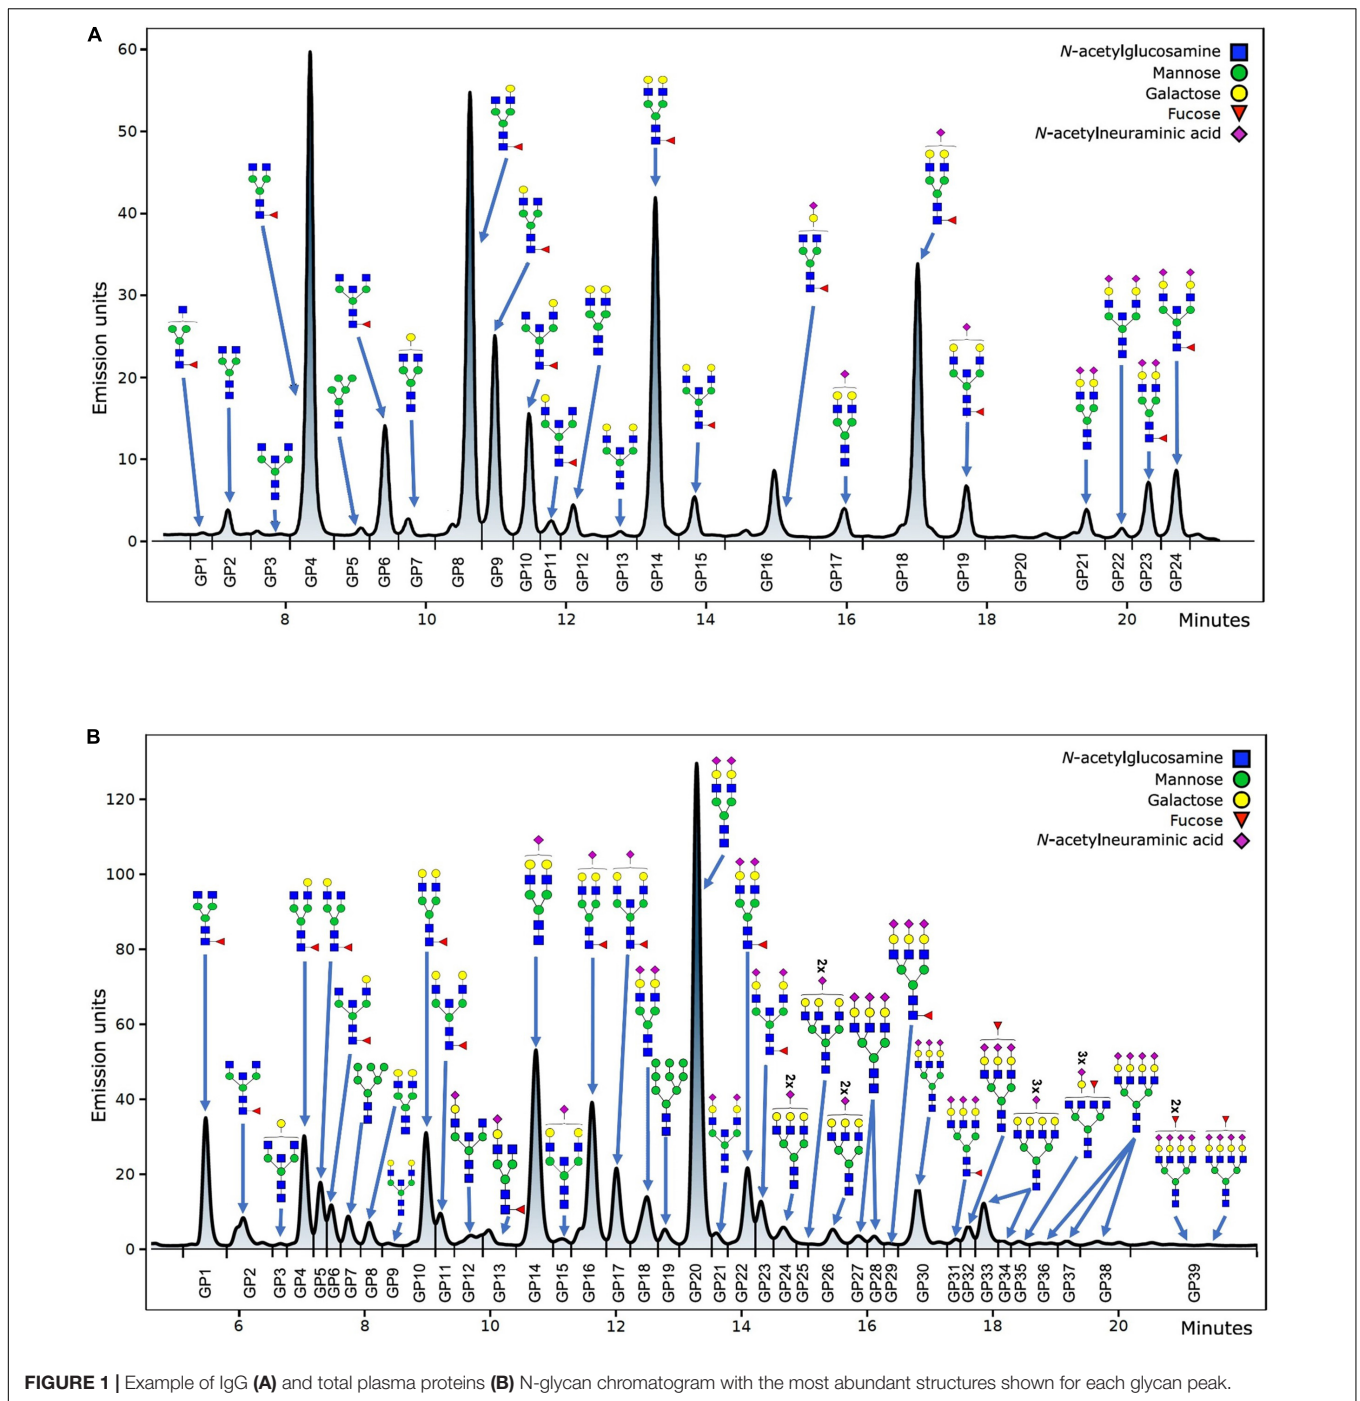 A
N-acetylglucosamine
Mannose
Galactose
Fucose
N-acetylneuraminic acid
Emission units
60
50
40
30
20
10
0
GP1 GP2 GP3 GP4 GP5 GP6 GP7 GP8 GP9 GP10 GP11 GP12 GP13 GP14 GP15 GP16 GP17 GP18 GP19 GP20 GP21 GP22 GP23 GP24
8 10 12 14 16 18 20 Minutes
B
N-acetylglucosamine
Mannose
Galactose
Fucose
N-acetylneuraminic acid
Emission units
120
100
80
60
40
20
0
2x
2x
2x
3x
3x
2x
GP1 GP2 GP3 GP4 GP5 GP6 GP7 GP8 GP9 GP10 GP11 GP12 GP13 GP14 GP15 GP16 GP17 GP18 GP19 GP20 GP21 GP22 GP23 GP24 GP25 GP26 GP27 GP28 GP29 GP30 GP31 GP32 GP33 GP34 GP35 GP36 GP37 GP38 GP39
6 8 10 12 14 16 18 20 Minutes
FIGURE 1 | Example of IgG (A) and total plasma proteins (B) N-glycan chromatogram with the most abundant structures shown for each glycan peak.